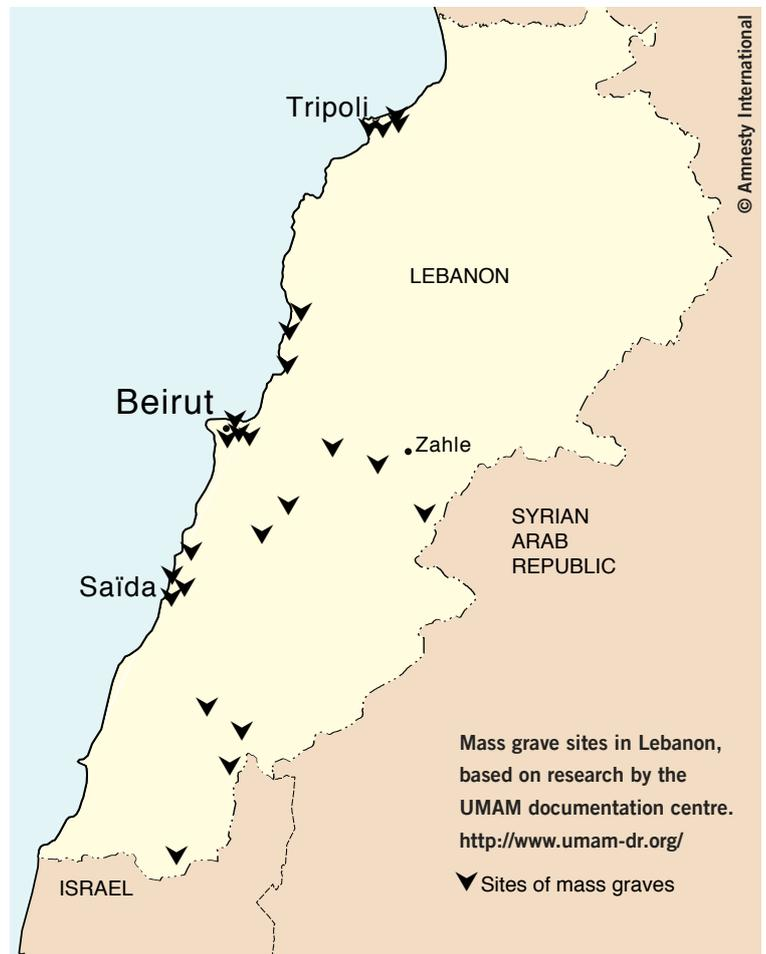 © Amnesty International
Tripoli
LEBANON
Beirut
Zahle
SYRIAN
ARAB
REPUBLIC
Saïda
Mass grave sites in Lebanon,
based on research by the
UMAM documentation centre.
http://www.umam-dr.org/
Sites of mass graves
ISRAEL